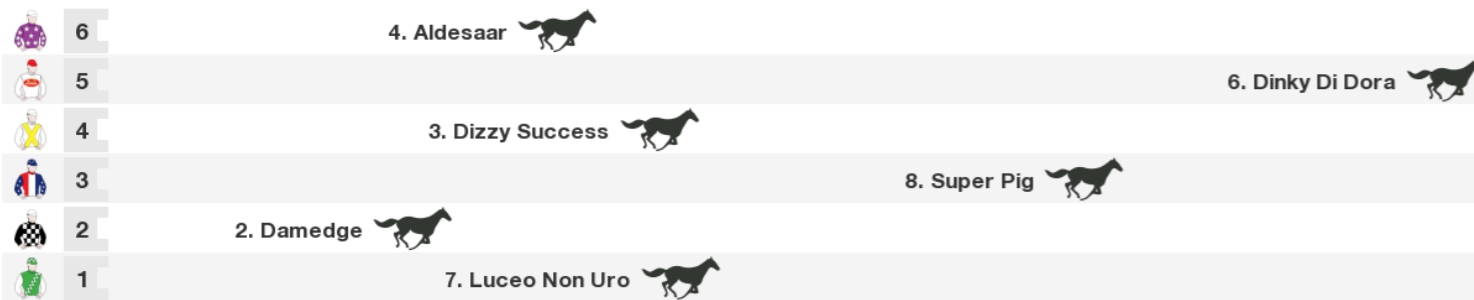 6 4. Aldesaar
5 6. Dinky Di Dora
4 3. Dizzy Success
3 8. Super Pig
2 2. Damedge
1 7. Luceo Non Uro